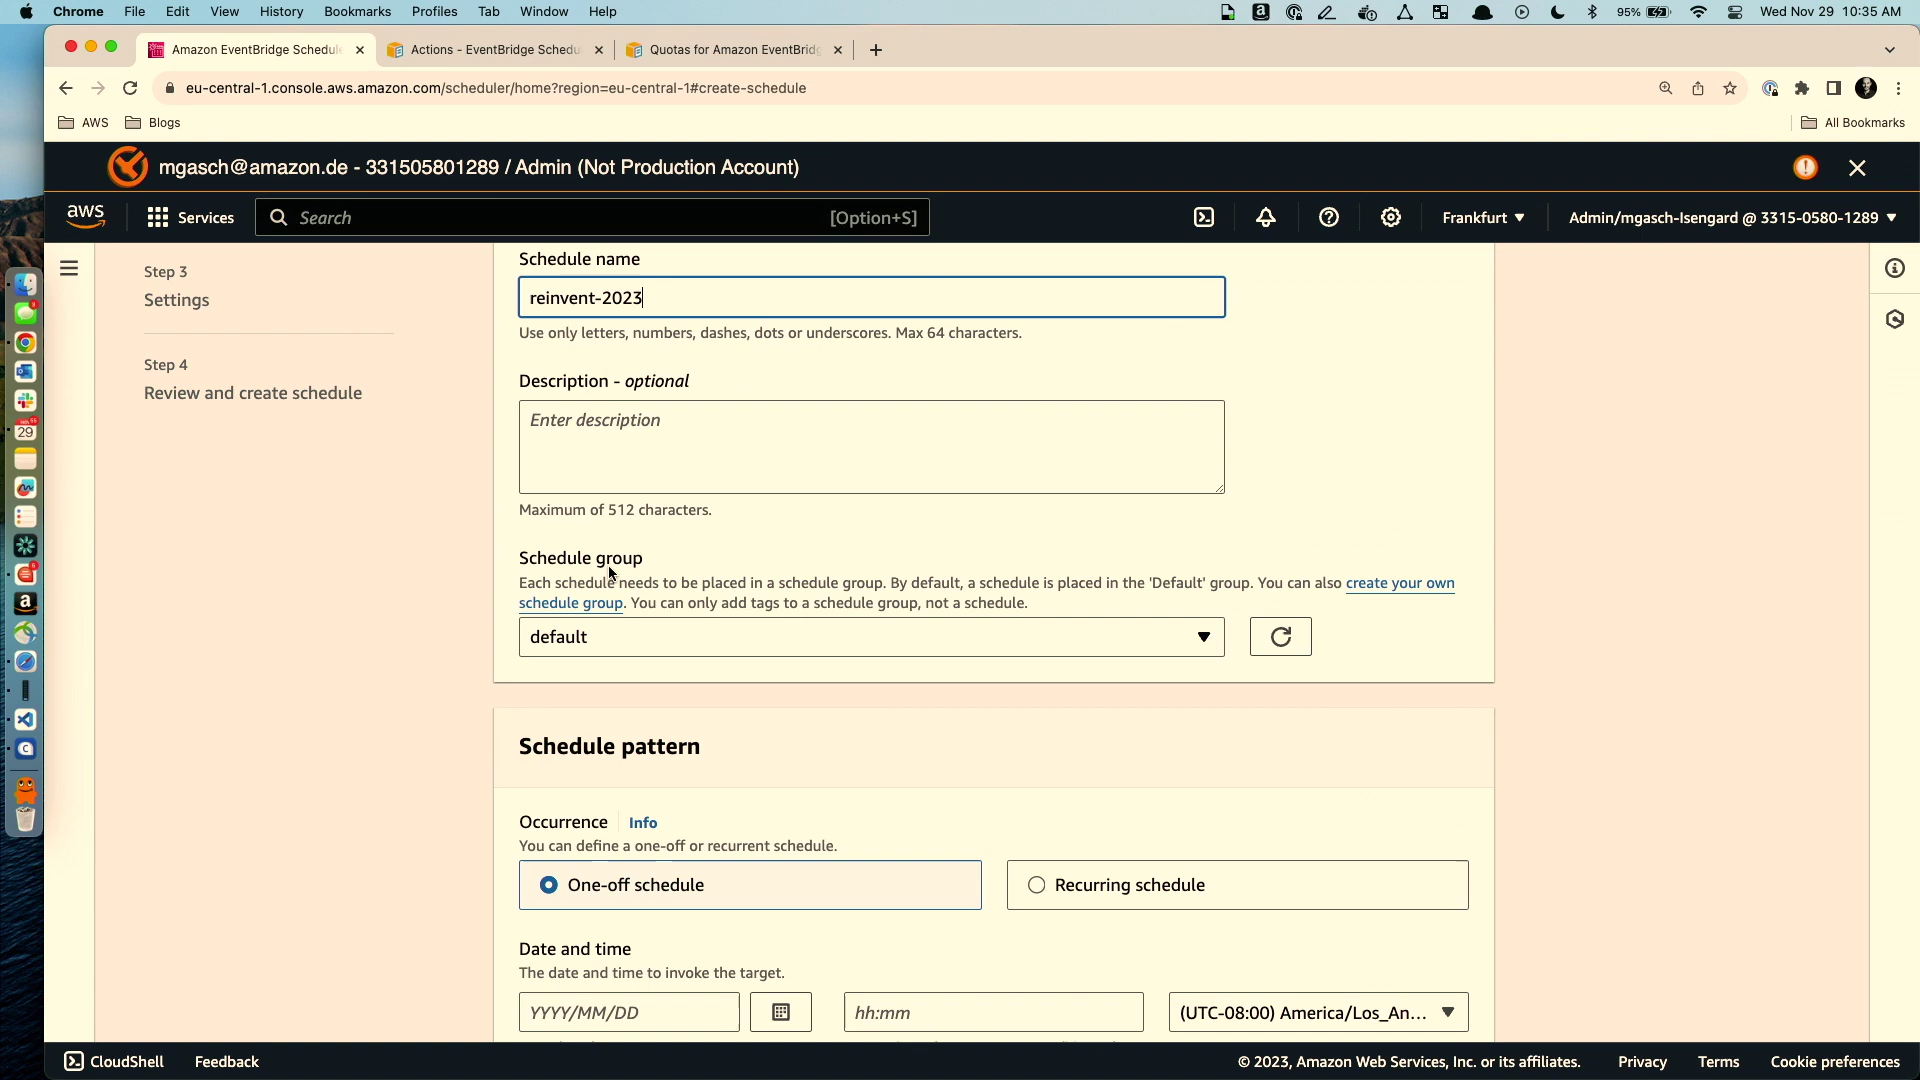 Chrome File Edit View History Bookmarks Profiles Tab Window Help 95% Wed Nov 29 10:35 AM
Amazon EventBridge Schedule Actions - EventBridge Schedu Quotas for Amazon EventBridg
eu-central-1.console.aws.amazon.com/scheduler/home?region=eu-central-1#create-schedule
AWS Blogs All Bookmarks
mgasch@amazon.de - 331505801289 / Admin (Not Production Account)
aws Services Search [Option+S] Frankfurt Admin/mgasch-Isengard @ 3315-0580-1289
Step 3
Settings
Step 4
Review and create schedule
Schedule name
reinvent-2023
Use only letters, numbers, dashes, dots or underscores. Max 64 characters.
Description - optional
Enter description
Maximum of 512 characters.
Schedule group
Each schedule needs to be placed in a schedule group. By default, a schedule is placed in the 'Default' group. You can also create your own
schedule group. You can only add tags to a schedule group, not a schedule.
default
Schedule pattern
Occurrence Info
You can define a one-off or recurrent schedule.
One-off schedule Recurring schedule
Date and time
The date and time to invoke the target.
YYYY/MM/DD hh:mm (UTC-08:00) America/Los_An...
CloudShell Feedback © 2023, Amazon Web Services, Inc. or its affiliates. Privacy Terms Cookie preferences